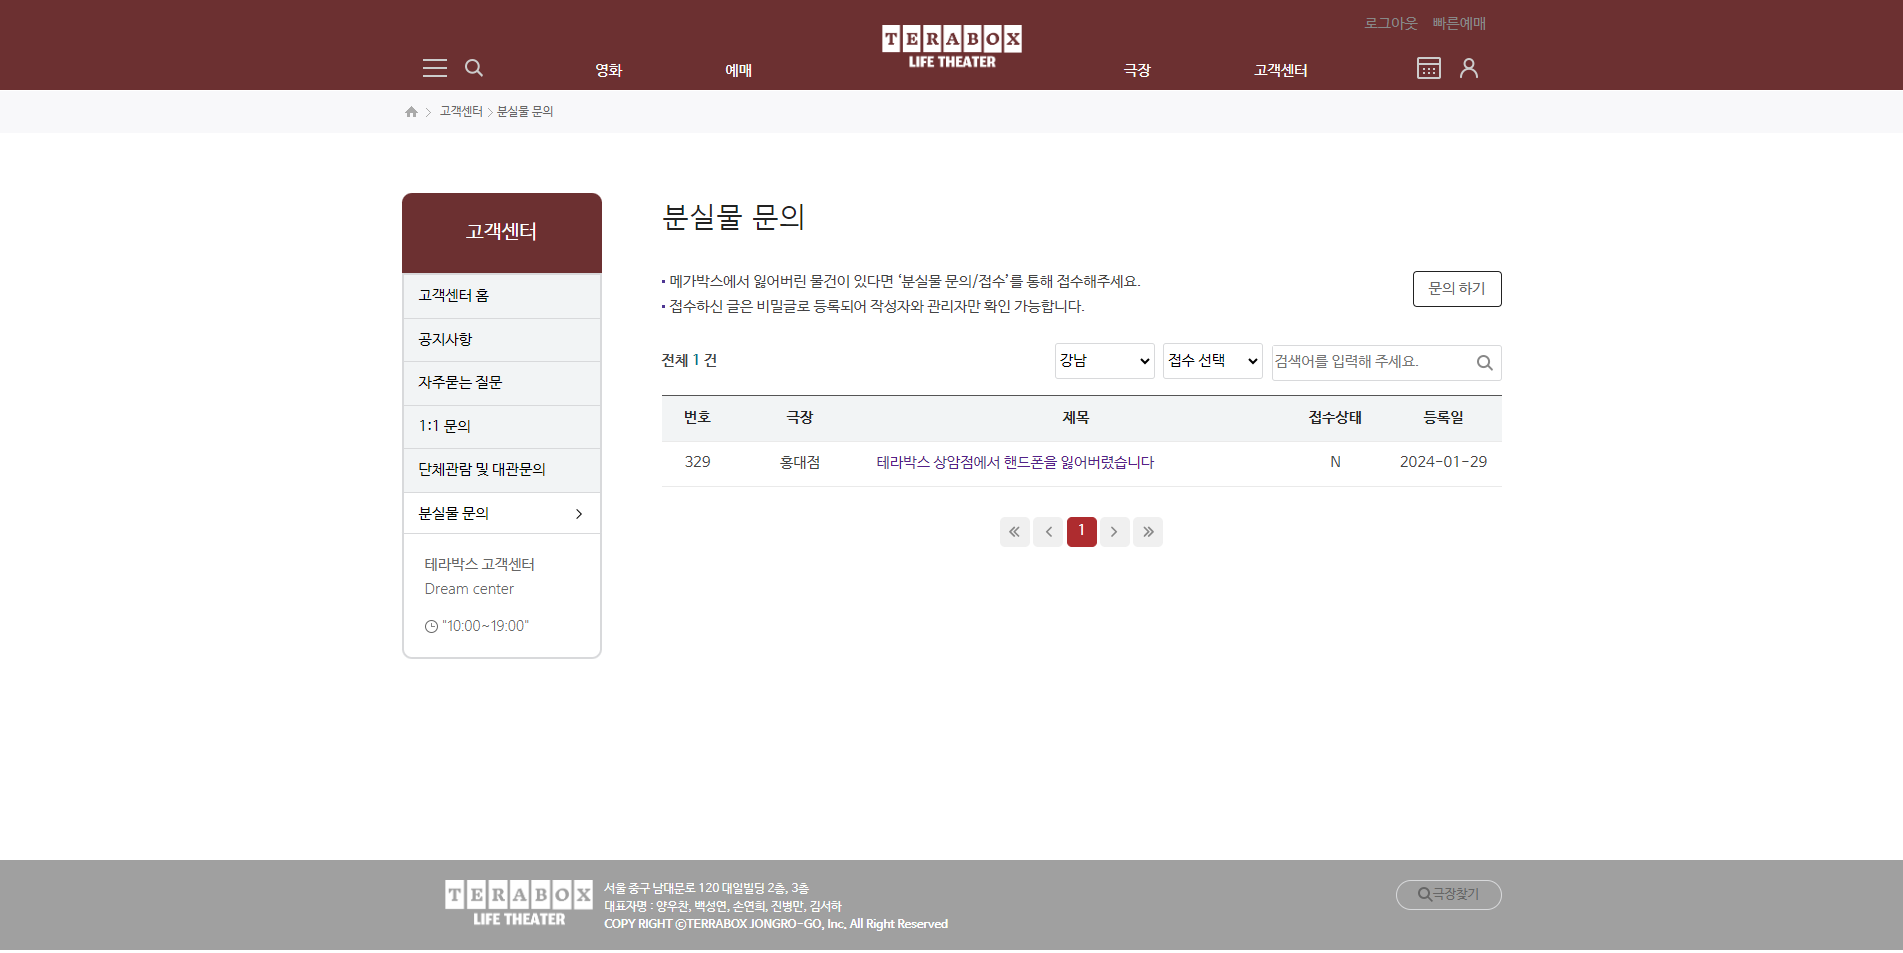 로그아웃 빠른예매
영화 예매 TERABOX LIFE THEATER 극장 고객센터
고객센터 분실물 문의
고객센터
고객센터 홈
공지사항
자주묻는 질문
1:1 문의
단체관람 및 대관문의
분실물 문의
테라박스 고객센터
Dream center
"10:00~19:00"
분실물 문의
메가박스에서 잃어버린 물건이 있다면 ‘분실물 문의/접수’를 통해 접수해주세요.
접수하신 글은 비밀글로 등록되어 작성자와 관리자만 확인 가능합니다.
문의 하기
전체 1 건 강남 접수 선택 검색어를 입력해 주세요.
번호 극장 제목 접수상태 등록일
329 홍대점 테라박스 상암점에서 핸드폰을 잃어버렸습니다 N 2024-01-29
1
TERABOX
LIFE THEATER
서울 중구 남대문로 120 대일빌딩 2층, 3층
대표자명 : 양우찬, 백성연, 손연희, 진병만, 김서하
COPY RIGHT ©TERRABOX JONGRO-GO, Inc. All Right Reserved
극장찾기